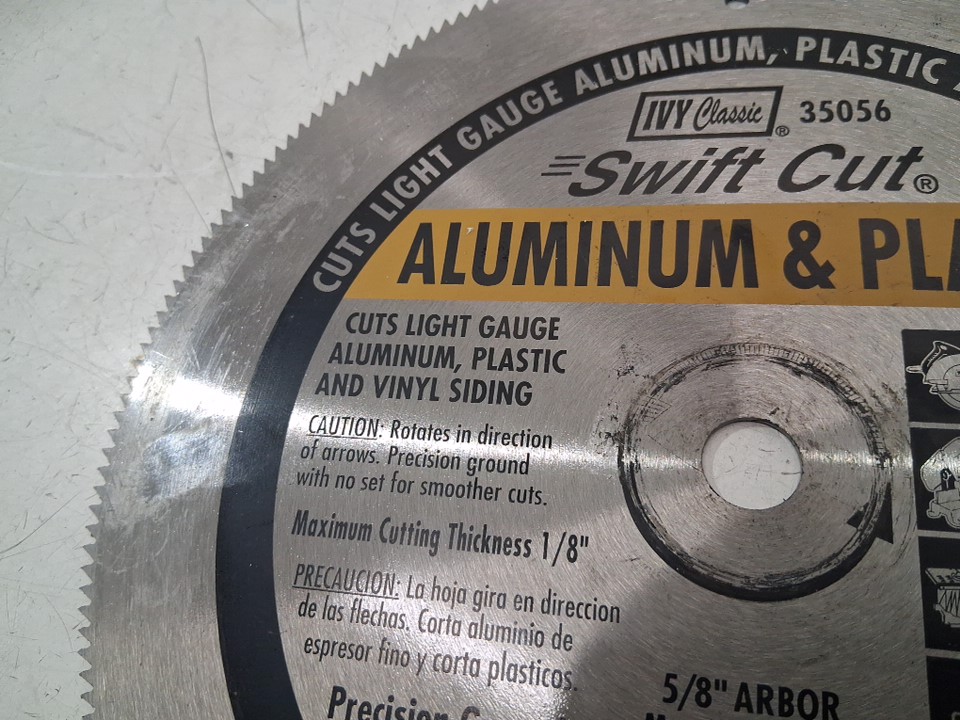 CUTS LIGHT GAUGE ALUMINUM, PLASTIC
IVY Classic® 35056
Swift Cut®
ALUMINUM &
CUTS LIGHT GAUGE
ALUMINUM, PLASTIC
AND VINYL SIDING
CAUTION: Rotates in direction
of arrows. Precision ground
with no set for smoother cuts.
Maximum Cutting Thickness 1/8"
PRECAUCION: La hoja gira en direccion
de las flechas. Corta aluminio de
espresor fino y corta plasticos.
Precision
5/8" ARBOR